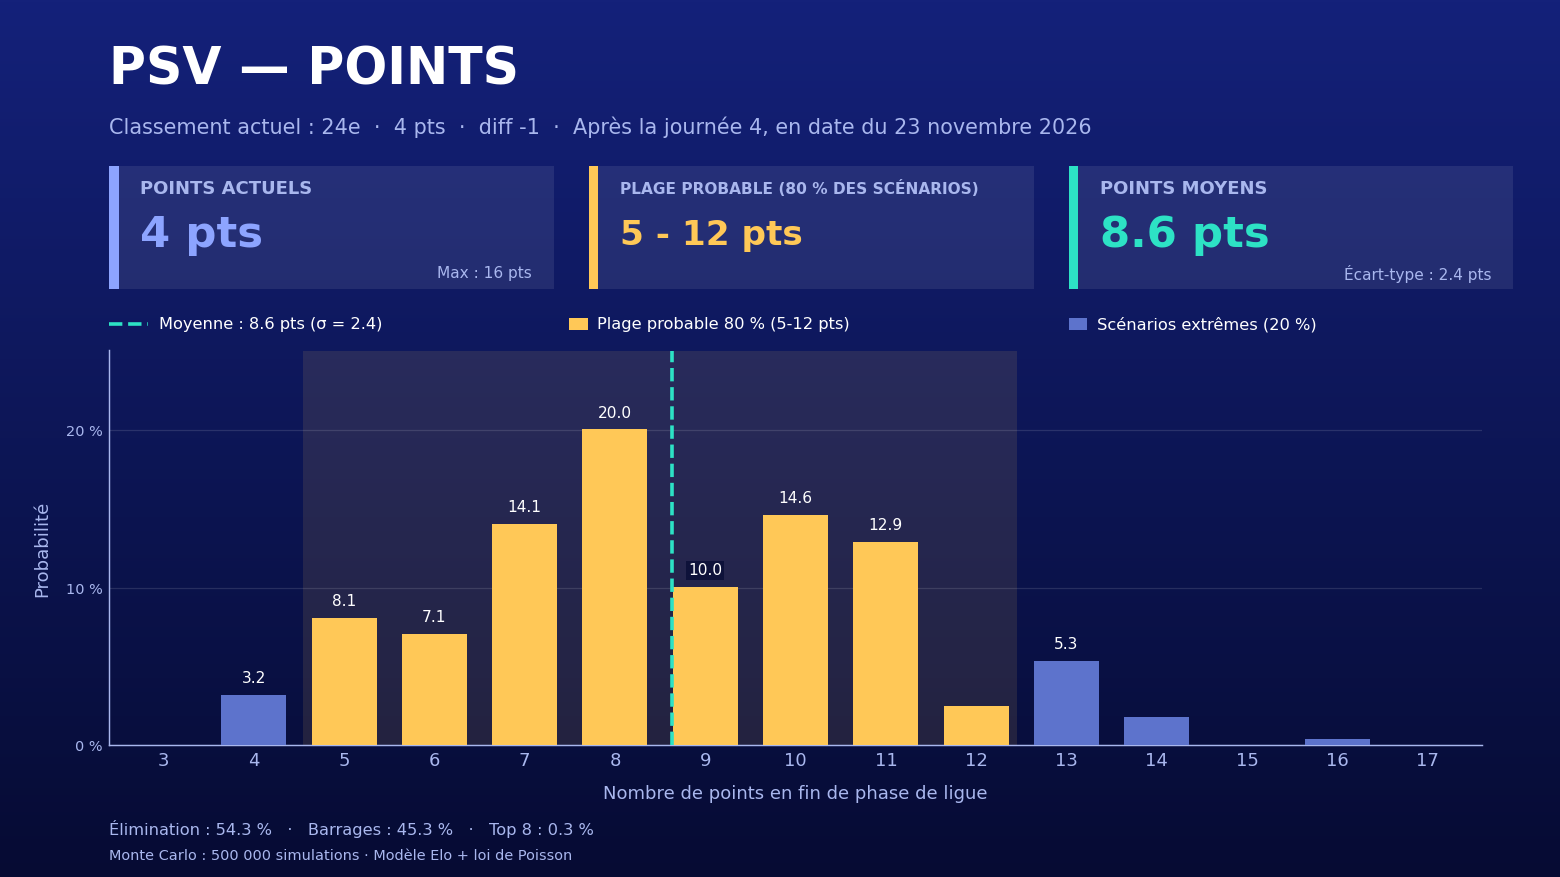 PSV — POINTS
Classement actuel : 24e · 4 pts · diff -1 · Après la journée 4, en date du 23 novembre 2026
POINTS ACTUELS
4 pts
Max : 16 pts
PLAGE PROBABLE (80 % DES SCÉNARIOS)
5 - 12 pts
POINTS MOYENS
8.6 pts
Écart-type : 2.4 pts
Moyenne : 8.6 pts (σ = 2.4)
Plage probable 80 % (5-12 pts)
Scénarios extrêmes (20 %)
Probabilité
20 %
10 %
0 %
3.2
8.1
7.1
14.1
20.0
10.0
14.6
12.9
5.3
3 4 5 6 7 8 9 10 11 12 13 14 15 16 17
Nombre de points en fin de phase de ligue
Élimination : 54.3 % · Barrages : 45.3 % · Top 8 : 0.3 %
Monte Carlo : 500 000 simulations · Modèle Elo + loi de Poisson